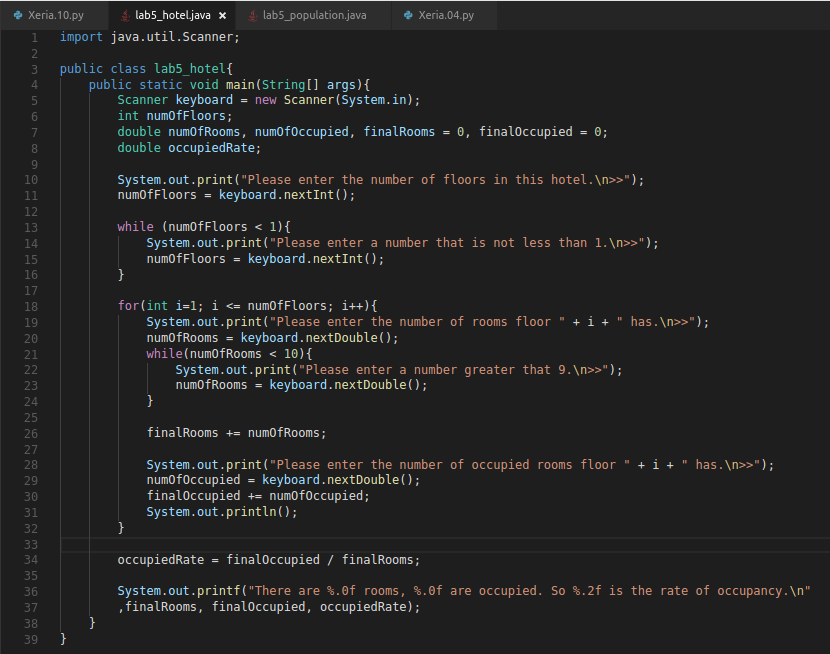 Xeria.10.py lab5_hotel.java × lab5_population.java Xeria.04.py
1 import java.util.Scanner;
2
3 public class lab5_hotel{
4 public static void main(String[] args){
5 Scanner keyboard = new Scanner(System.in);
6 int numOfFloors;
7 double numOfRooms, numOfOccupied, finalRooms = 0, finalOccupied = 0;
8 double occupiedRate;
9
10 System.out.print("Please enter the number of floors in this hotel.\n>>");
11 numOfFloors = keyboard.nextInt();
12
13 while (numOfFloors < 1){
14 System.out.print("Please enter a number that is not less than 1.\n>>");
15 numOfFloors = keyboard.nextInt();
16 }
17
18 for(int i=1; i <= numOfFloors; i++){
19 System.out.print("Please enter the number of rooms floor " + i + " has.\n>>");
20 numOfRooms = keyboard.nextDouble();
21 while(numOfRooms < 10){
22 System.out.print("Please enter a number greater that 9.\n>>");
23 numOfRooms = keyboard.nextDouble();
24 }
25
26 finalRooms += numOfRooms;
27
28 System.out.print("Please enter the number of occupied rooms floor " + i + " has.\n>>");
29 numOfOccupied = keyboard.nextDouble();
30 finalOccupied += numOfOccupied;
31 System.out.println();
32 }
33
34 occupiedRate = finalOccupied / finalRooms;
35
36 System.out.printf("There are %.0f rooms, %.0f are occupied. So %.2f is the rate of occupancy.\n"
37 ,finalRooms, finalOccupied, occupiedRate);
38 }
39 }